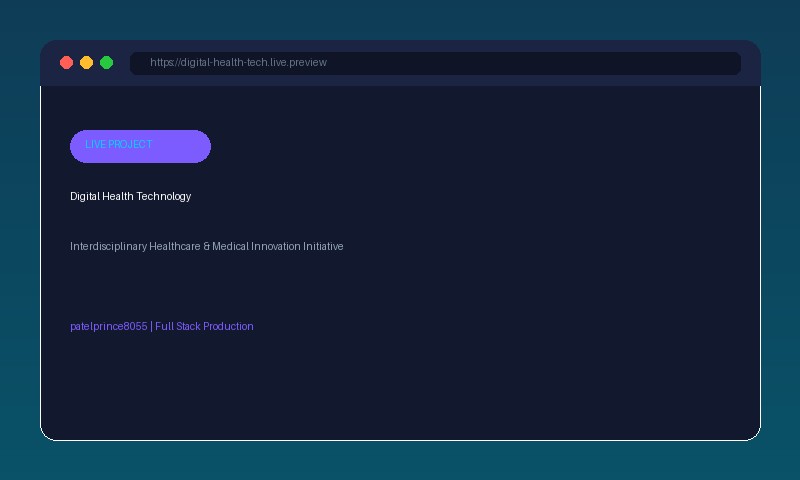 https://digital-health-tech.live.preview
LIVE PROJECT
Digital Health Technology
Interdisciplinary Healthcare & Medical Innovation Initiative
patelprince8055 | Full Stack Production